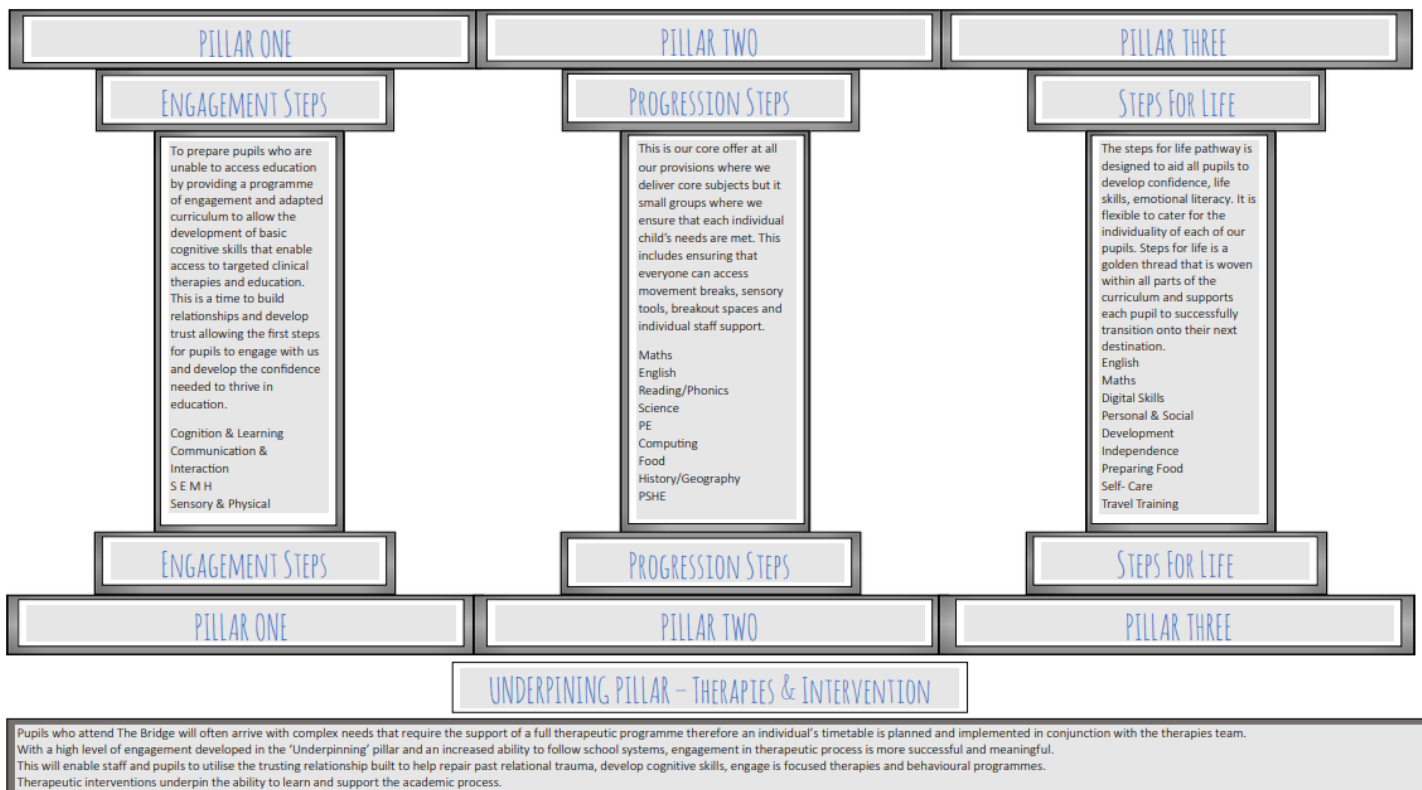 PILLAR ONE
PILLAR TWO
PILLAR THREE
ENGAGEMENT STEPS
PROGRESSION STEPS
STEPS FOR LIFE
To prepare pupils who are
unable to access education
by providing a programme
of engagement and adapted
curriculum to allow the
development of basic
cognitive skills that enable
access to targeted clinical
therapies and education.
This is a time to build
relationships and develop
trust allowing the first steps
for pupils to engage with us
and develop the confidence
needed to thrive in
education.
Cognition & Learning
Communication &
Interaction
S E M H
Sensory & Physical
This is our core offer at all
our provisions where we
deliver core subjects but it
small groups where we
ensure that each individual
child's needs are met. This
includes ensuring that
everyone can access
movement breaks, sensory
tools, breakout spaces and
individual staff support.
Maths
English
Reading/Phonics
Science
PE
Computing
Food
History/Geography
PSHE
The steps for life pathway is
designed to aid all pupils to
develop confidence, life
skills, emotional literacy. It is
flexible to cater for the
individuality of each of our
pupils. Steps for life is a
golden thread that is woven
within all parts of the
curriculum and supports
each pupil to successfully
transition onto their next
destination.
English
Maths
Digital Skills
Personal & Social
Development
Independence
Preparing Food
Self- Care
Travel Training
ENGAGEMENT STEPS
PROGRESSION STEPS
STEPS FOR LIFE
PILLAR ONE
PILLAR TWO
PILLAR THREE
UNDERPINING PILLAR – THERAPIES & INTERVENTION
Pupils who attend The Bridge will often arrive with complex needs that require the support of a full therapeutic programme therefore an individual's timetable is planned and implemented in conjunction with the therapies team.
With a high level of engagement developed in the 'Underpinning' pillar and an increased ability to follow school systems, engagement in therapeutic process is more successful and meaningful.
This will enable staff and pupils to utilise the trusting relationship built to help repair past relational trauma, develop cognitive skills, engage is focused therapies and behavioural programmes.
Therapeutic interventions underpin the ability to learn and support the academic process.